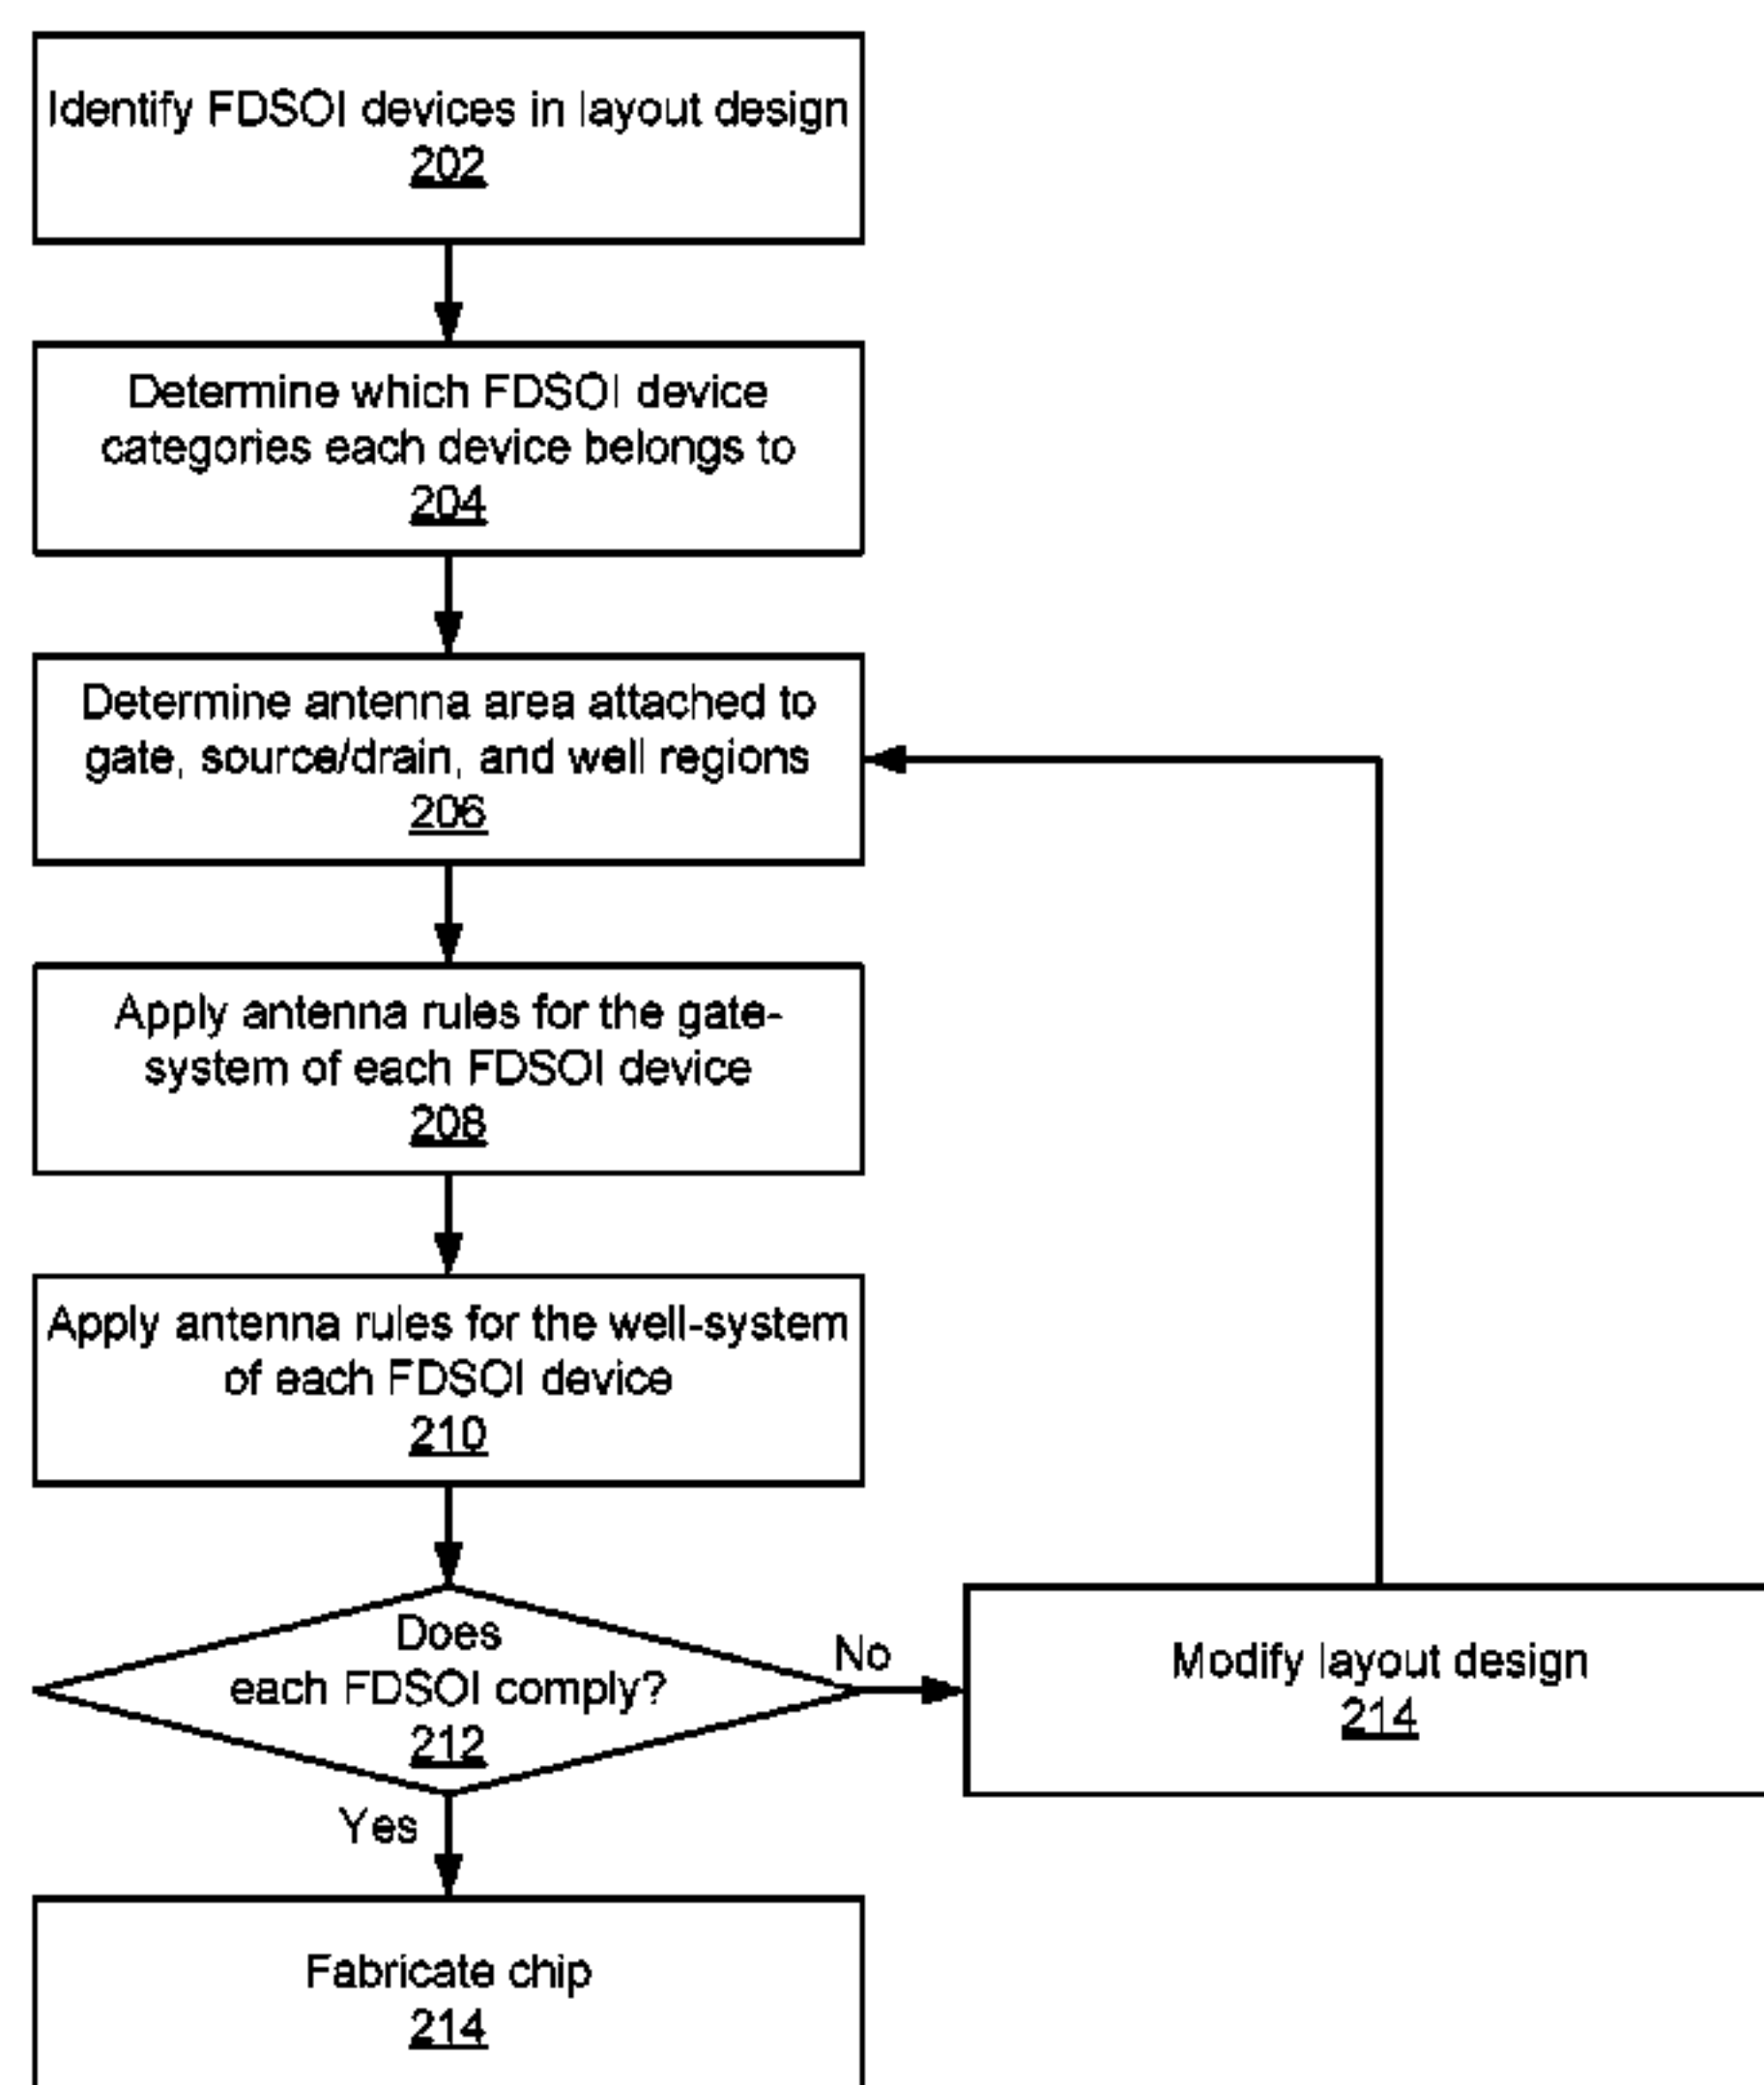 Identify FDSOI devices in layout design
202
Determine which FDSOI device
categories each device belongs to
204
Determine antenna area attached to
gate, source/drain, and well regions
206
Apply antenna rules for the gate-
system of each FDSOI device
208
Apply antenna rules for the well-system
of each FDSOI device
210
Does
each FDSOI comply?
212
No
Modify layout design
214
Yes
Fabricate chip
214